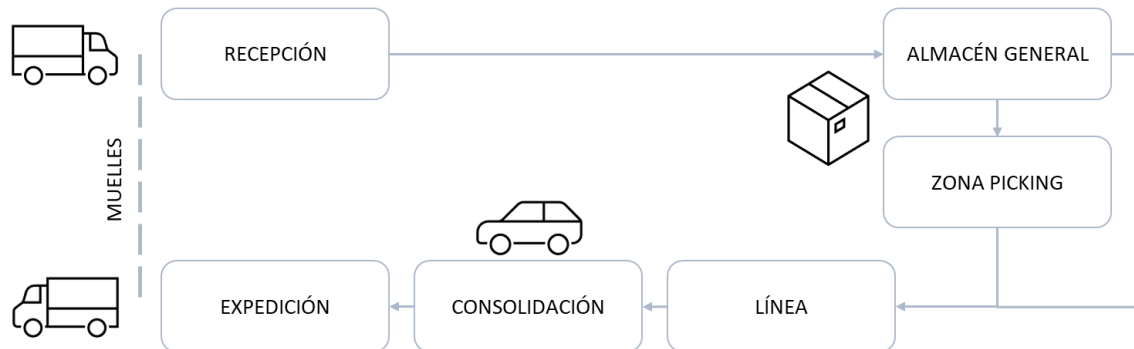 RECEPCIÓN
ALMACÉN GENERAL
MUELLES
ZONA PICKING
EXPEDICIÓN
CONSOLIDACIÓN
LÍNEA